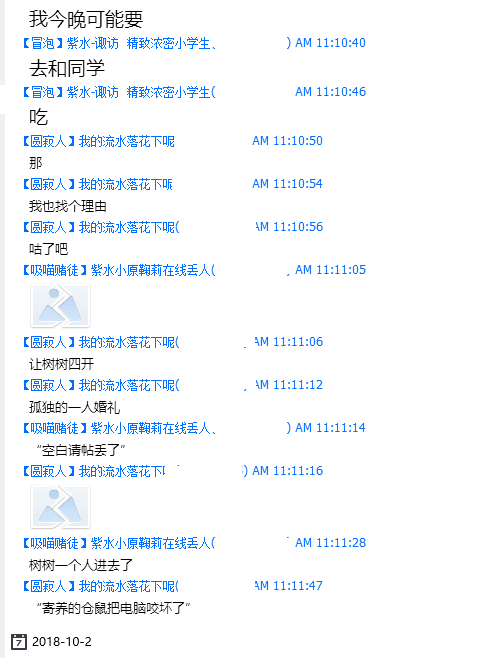 我今晚可能要
【冒泡】紫水-诹访 精致浓密小学生、 ) AM 11:10:40
去和同学
【冒泡】紫水-诹访 精致浓密小学生( AM 11:10:46
吃
【圆寂人】我的流水落花下呢 AM 11:10:50
那
【圆寂人】我的流水落花下呢 AM 11:10:54
我也找个理由
【圆寂人】我的流水落花下呢( AM 11:10:56
咕了吧
【吸喵赌徒】紫水小原鞠莉在线丢人( AM 11:11:05
【圆寂人】我的流水落花下呢( AM 11:11:06
让树树四开
【圆寂人】我的流水落花下呢( AM 11:11:12
孤独的一人婚礼
【吸喵赌徒】紫水小原鞠莉在线丢人、 ) AM 11:11:14
“空白请帖丢了”
【圆寂人】我的流水落花下 ) AM 11:11:16
【吸喵赌徒】紫水小原鞠莉在线丢人( AM 11:11:28
树树一个人进去了
【圆寂人】我的流水落花下呢( AM 11:11:47
“寄养的仓鼠把电脑咬坏了”
7 2018-10-2